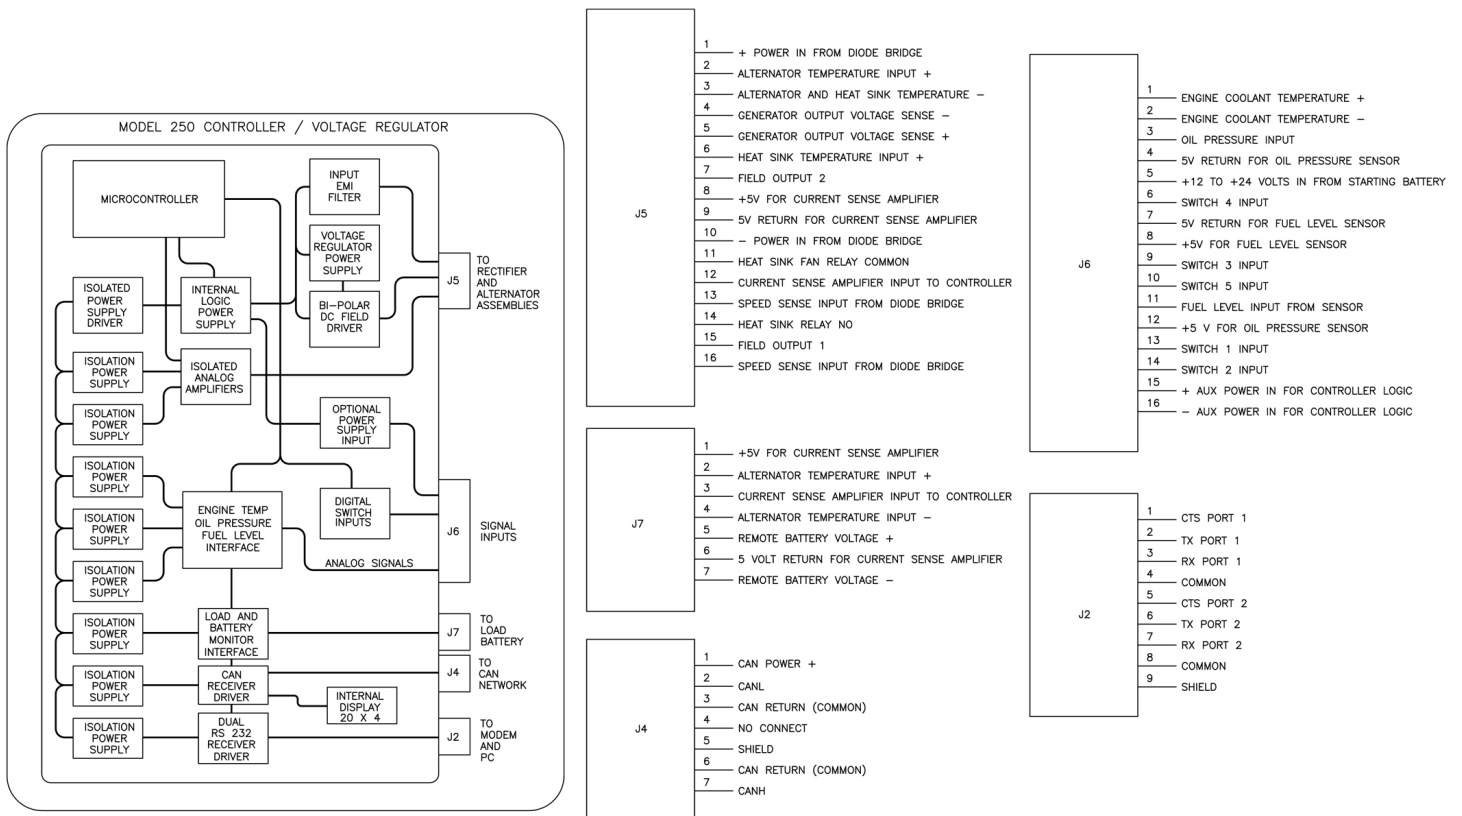 MODEL 250 CONTROLLER / VOLTAGE REGULATOR
MICROCONTROLLER
INPUT
EMI
FILTER
VOLTAGE
REGULATOR
POWER
SUPPLY
BI-POLAR
DC FIELD
DRIVER
ISOLATED
POWER
SUPPLY
DRIVER
INTERNAL
LOGIC
POWER
SUPPLY
J5
TO
RECTIFIER
AND
ALTERNATOR
ASSEMBLIES
ISOLATION
POWER
SUPPLY
ISOLATED
ANALOG
AMPLIFIERS
ISOLATION
POWER
SUPPLY
OPTIONAL
POWER
SUPPLY
INPUT
ISOLATION
POWER
SUPPLY
ISOLATION
POWER
SUPPLY
ISOLATION
POWER
SUPPLY
ENGINE TEMP
OIL PRESSURE
FUEL LEVEL
INTERFACE
DIGITAL
SWITCH
INPUTS
ANALOG SIGNALS
J6
SIGNAL
INPUTS
ISOLATION
POWER
SUPPLY
LOAD AND
BATTERY
MONITOR
INTERFACE
J7
TO
LOAD
BATTERY
ISOLATION
POWER
SUPPLY
CAN
RECEIVER
DRIVER
INTERNAL
DISPLAY
20 X 4
J4
TO
CAN
NETWORK
ISOLATION
POWER
SUPPLY
DUAL
RS 232
RECEIVER
DRIVER
J2
TO
MODEM
AND
PC
J5
1 + POWER IN FROM DIODE BRIDGE
2 ALTERNATOR TEMPERATURE INPUT +
3 ALTERNATOR AND HEAT SINK TEMPERATURE -
4 GENERATOR OUTPUT VOLTAGE SENSE -
5 GENERATOR OUTPUT VOLTAGE SENSE +
6 HEAT SINK TEMPERATURE INPUT +
7 FIELD OUTPUT 2
8 +5V FOR CURRENT SENSE AMPLIFIER
9 5V RETURN FOR CURRENT SENSE AMPLIFIER
10 - POWER IN FROM DIODE BRIDGE
11 HEAT SINK FAN RELAY COMMON
12 CURRENT SENSE AMPLIFIER INPUT TO CONTROLLER
13 SPEED SENSE INPUT FROM DIODE BRIDGE
14 HEAT SINK RELAY NO
15 FIELD OUTPUT 1
16 SPEED SENSE INPUT FROM DIODE BRIDGE
J7
1 +5V FOR CURRENT SENSE AMPLIFIER
2 ALTERNATOR TEMPERATURE INPUT +
3 CURRENT SENSE AMPLIFIER INPUT TO CONTROLLER
4 ALTERNATOR TEMPERATURE INPUT -
5 REMOTE BATTERY VOLTAGE +
6 5 VOLT RETURN FOR CURRENT SENSE AMPLIFIER
7 REMOTE BATTERY VOLTAGE -
J4
1 CAN POWER +
2 CANL
3 CAN RETURN (COMMON)
4 NO CONNECT
5 SHIELD
6 CAN RETURN (COMMON)
7 CANH
J6
1 ENGINE COOLANT TEMPERATURE +
2 ENGINE COOLANT TEMPERATURE -
3 OIL PRESSURE INPUT
4 5V RETURN FOR OIL PRESSURE SENSOR
5 +12 TO +24 VOLTS IN FROM STARTING BATTERY
6 SWITCH 4 INPUT
7 5V RETURN FOR FUEL LEVEL SENSOR
8 +5V FOR FUEL LEVEL SENSOR
9 SWITCH 3 INPUT
10 SWITCH 5 INPUT
11 FUEL LEVEL INPUT FROM SENSOR
12 +5 V FOR OIL PRESSURE SENSOR
13 SWITCH 1 INPUT
14 SWITCH 2 INPUT
15 + AUX POWER IN FOR CONTROLLER LOGIC
16 - AUX POWER IN FOR CONTROLLER LOGIC
J2
1 CTS PORT 1
2 TX PORT 1
3 RX PORT 1
4 COMMON
5 CTS PORT 2
6 TX PORT 2
7 RX PORT 2
8 COMMON
9 SHIELD